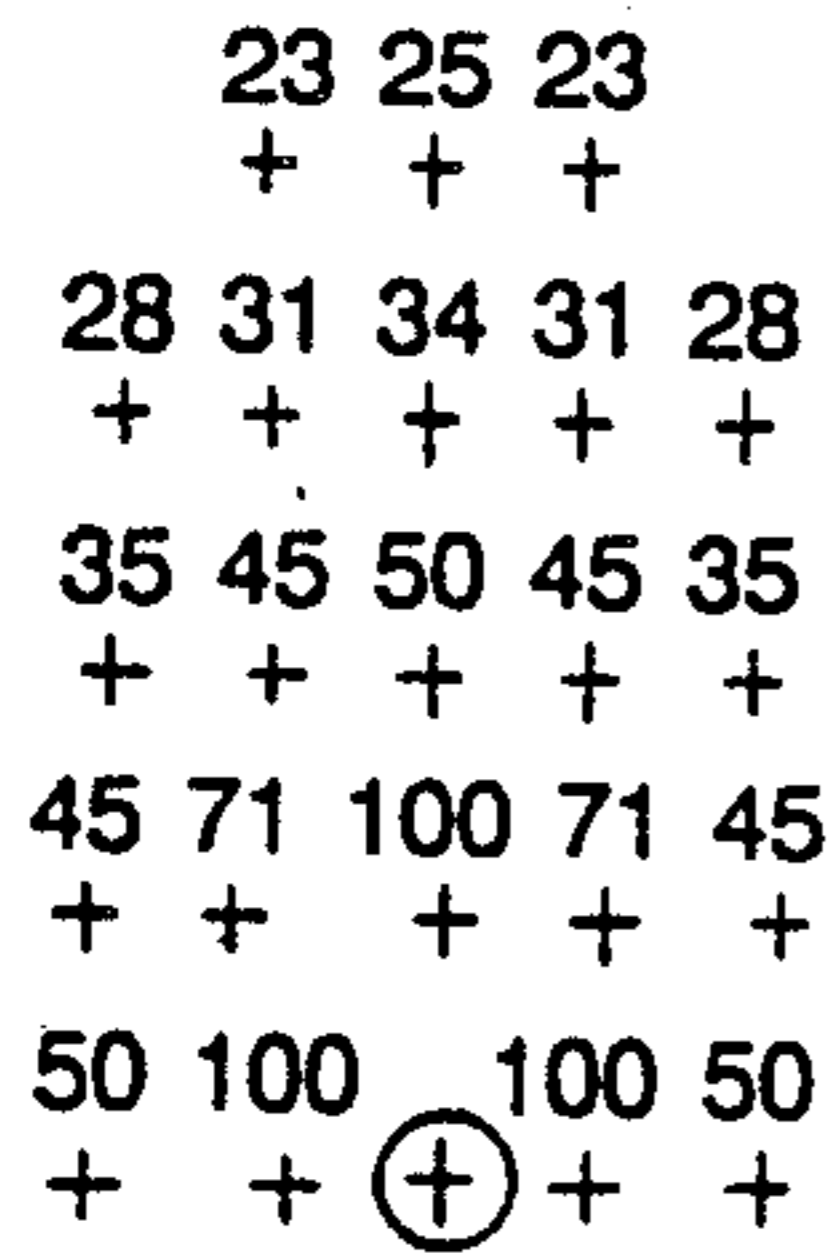 23 25 23
+ + +
28 31 34 31 28
+ + + + +
35 45 50 45 35
+ + + + +
45 71 100 71 45
+ + + + +
50 100 100 50
+ + + + +